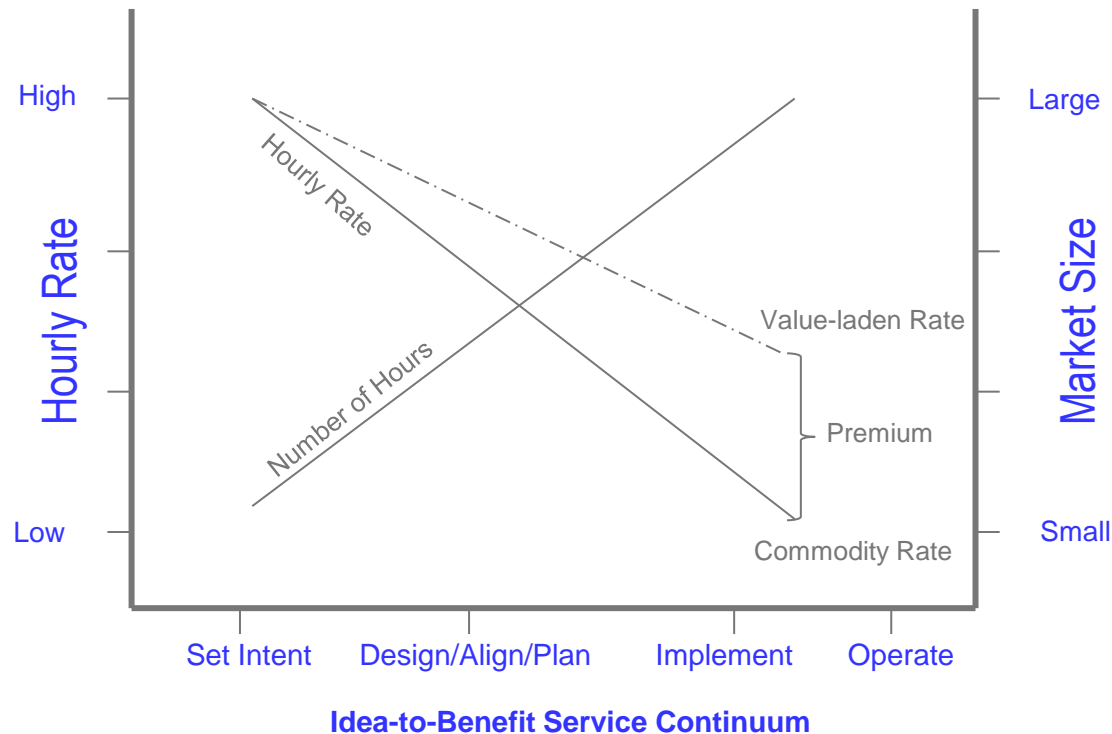 High
Large
Hourly Rate
Hourly Rate
Market Size
Value-laden Rate
Number of Hours
Premium
Low
Small
Commodity Rate
Set Intent
Design/Align/Plan
Implement
Operate
Idea-to-Benefit Service Continuum